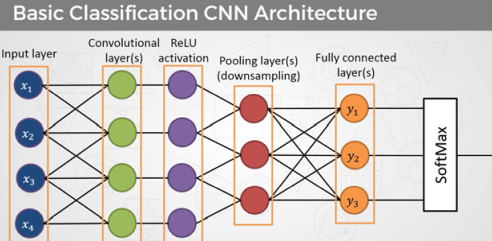 Basic Classification CNN Architecture
Input layer
Convolutional
layer(s)
ReLU
activation
Pooling layer(s)
(downsampling)
Fully connected
layer(s)
x₁
x₂
x₃
x₄
y₁
y₂
y₃
SoftMax